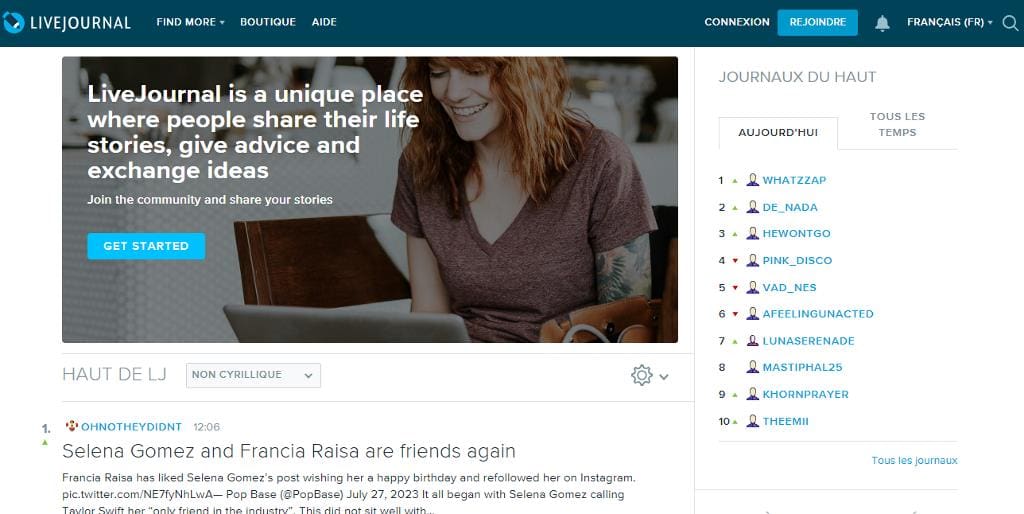 LIVEJOURNAL FIND MORE BOUTIQUE AIDE CONNEXION REJOINDRE FRANÇAIS (FR)
LiveJournal is a unique place
where people share their life
stories, give advice and
exchange ideas
Join the community and share your stories
GET STARTED
HAUT DE LJ NON CYRILLIQUE
1. OHNOTHEYDIDNT 12:06
Selena Gomez and Francia Raisa are friends again
Francia Raisa has liked Selena Gomez's post wishing her a happy birthday and refollowed her on Instagram.
pic.twitter.com/NE7fyNhLwA— Pop Base (@PopBase) July 27, 2023 It all began with Selena Gomez calling
Taylor Swift her "only friend in the industry". This did not sit well with...
JOURNAUX DU HAUT
AUJOURD'HUI
TOUS LES
TEMPS
1 WHATZZAP
2 DE_NADA
3 HEWONTGO
4 PINK_DISCO
5 VAD_NES
6 AFEELINGUNACTED
7 LUNASERENADE
8 MASTIPHAL25
9 KHORNPRAYER
10 THEEMII
Tous les journaux